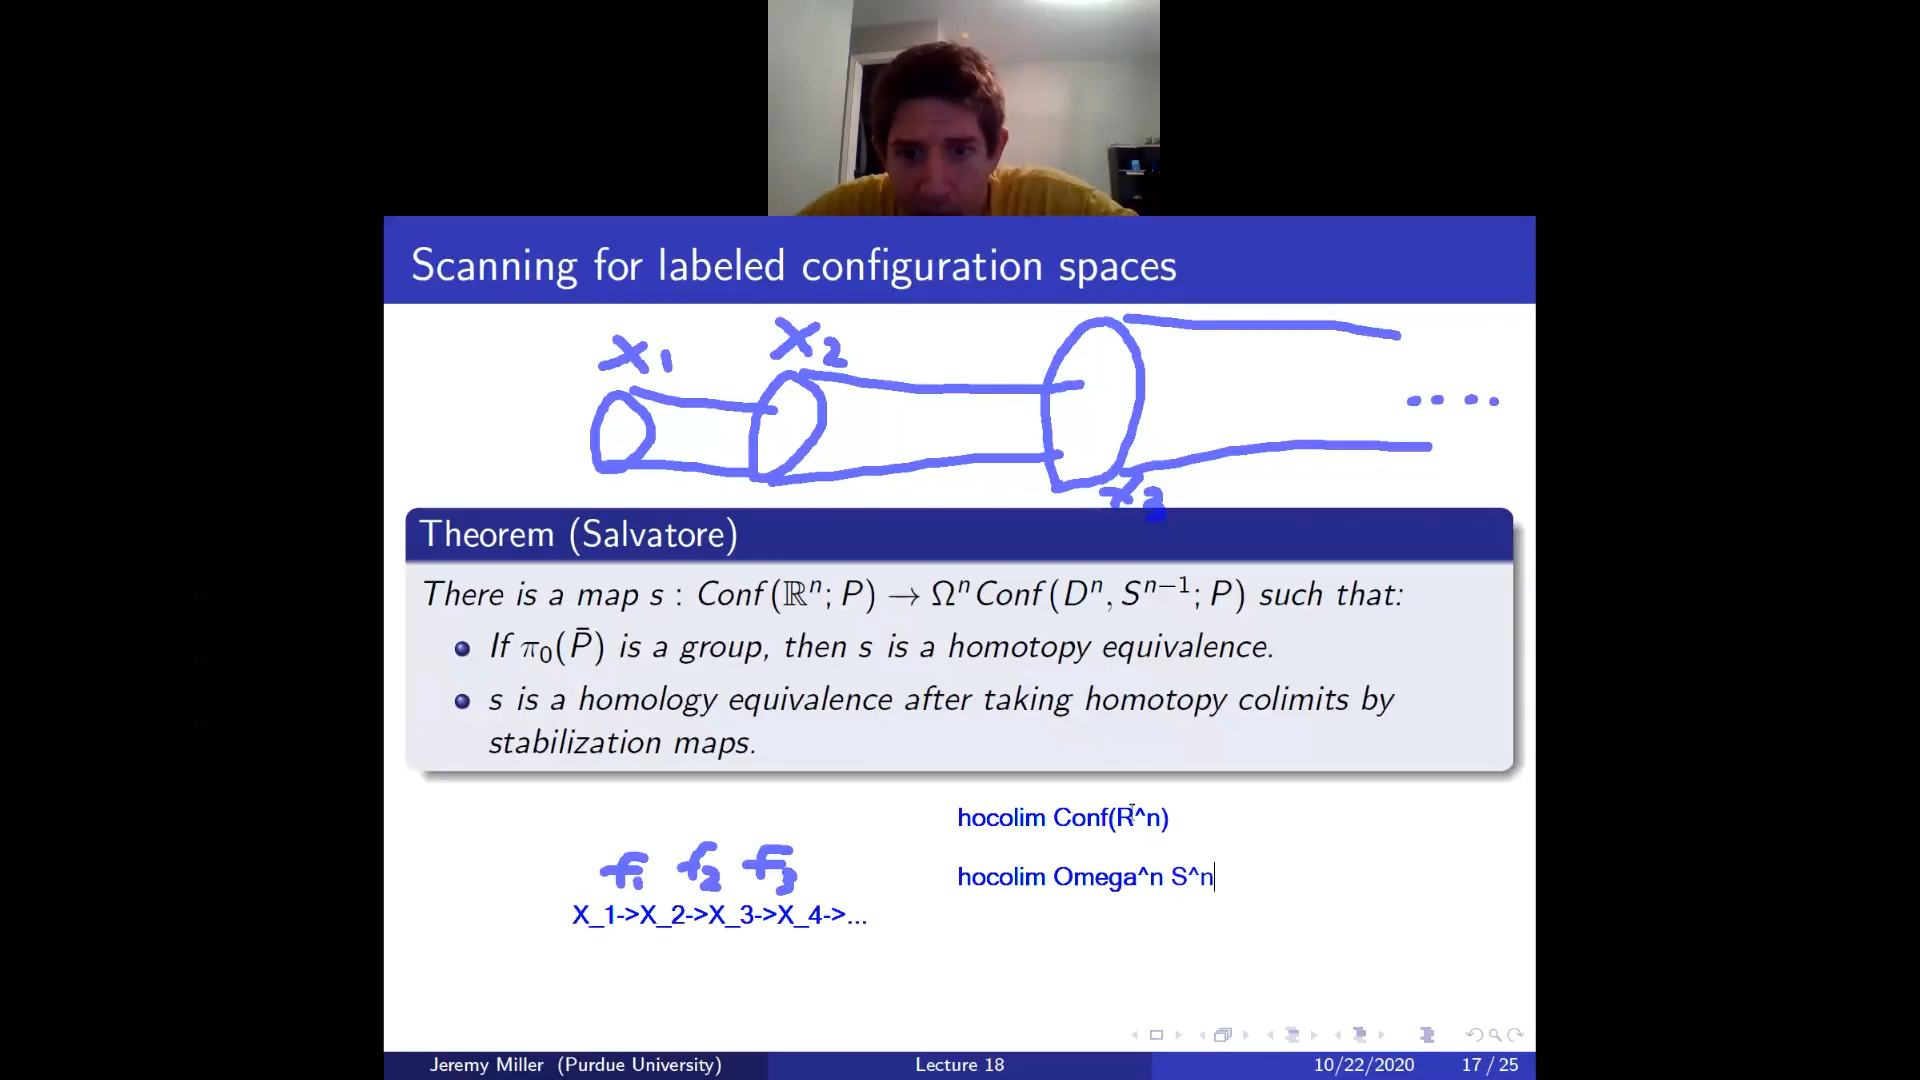 Scanning for labeled configuration spaces
X₁
X₂
X₃
Theorem (Salvatore)
There is a map s : Conf(ℝⁿ; P) → ΩⁿConf(Dⁿ, Sⁿ⁻¹; P) such that:
If π₀(P̄) is a group, then s is a homotopy equivalence.
s is a homology equivalence after taking homotopy colimits by
stabilization maps.
hocolim Conf(R^n)
hocolim Omega^n S^n
f₁ f₂ f₃
X_1->X_2->X_3->X_4->...
Jeremy Miller (Purdue University)
Lecture 18
10/22/2020
17 / 25